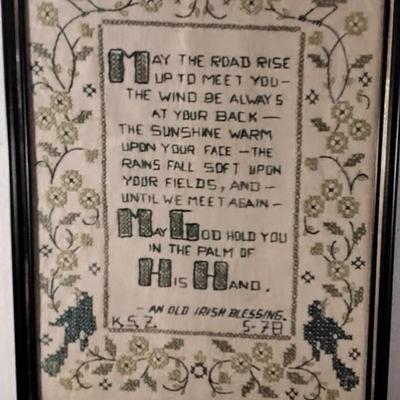 MAY THE ROAD RISE
UP TO MEET YOU—
THE WIND BE ALWAYS
AT YOUR BACK—
THE SUNSHINE WARM
UPON YOUR FACE—THE
RAINS FALL SOFT UPON
YOUR FIELDS, AND—
UNTIL WE MEET AGAIN—
MAY GOD HOLD YOU
IN THE PALM OF
HIS HAND.
— AN OLD IRISH BLESSING.
K.S.Z. 5-78